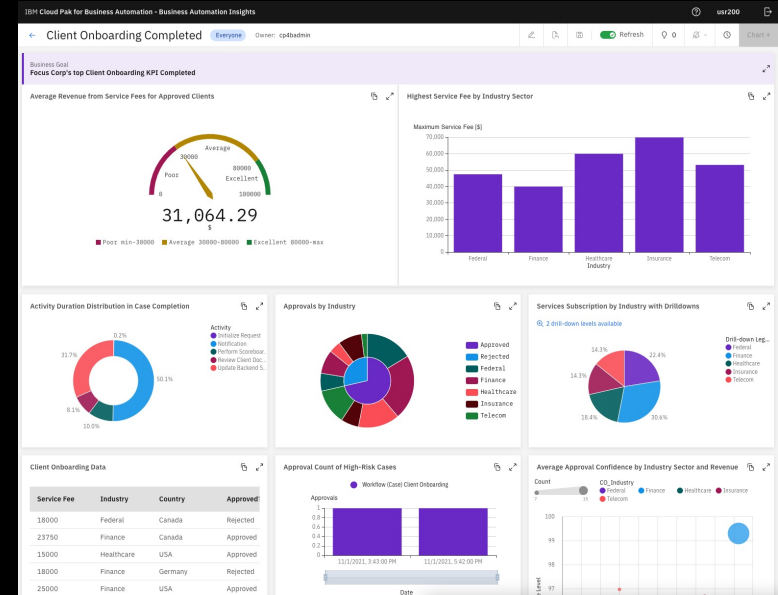 IBM Cloud Pak for Business Automation - Business Automation Insights
usr200
← Client Onboarding Completed Everyone Owner: cp4badmin
Refresh 0 Chart +
Business Goal
Focus Corp's top Client Onboarding KPI Completed
Average Revenue from Service Fees for Approved Clients
Average
30000
80000
Poor
Excellent
0
100000
31,064.29
$
Poor min-30000 Average 30000-80000 Excellent 80000-max
Highest Service Fee by Industry Sector
Maximum Service Fee [$]
70,000
60,000
50,000
40,000
30,000
20,000
10,000
0
Federal Finance Healthcare Insurance Telecom
Industry
Activity Duration Distribution in Case Completion
0.2%
31.7%
50.1%
8.1%
10.0%
Activity
Initialize Request
Notification
Perform Scoreboar...
Review Client Doc...
Update Backend S...
Approvals by Industry
Approved
Rejected
Federal
Finance
Healthcare
Insurance
Telecom
Services Subscription by Industry with Drilldowns
2 drill-down levels available
14.3%
22.4%
14.3%
18.4%
30.6%
Drill-down Leg...
Federal
Finance
Healthcare
Insurance
Telecom
Client Onboarding Data
Service Fee Industry Country Approved
18000 Federal Canada Rejected
23750 Finance Canada Approved
15000 Healthcare USA Approved
18000 Finance Germany Rejected
25000 Finance USA Approved
Approval Count of High-Risk Cases
Workflow (Case) Client Onboarding
Approvals
1
0.8
0.6
0.4
0.2
0
11/1/2021, 3:43:00 PM 11/1/2021, 5:42:00 PM
Date
Average Approval Confidence by Industry Sector and Revenue
Count
CO_Industry
Federal Finance Healthcare Insurance
Telecom
100
99
98
97
Level